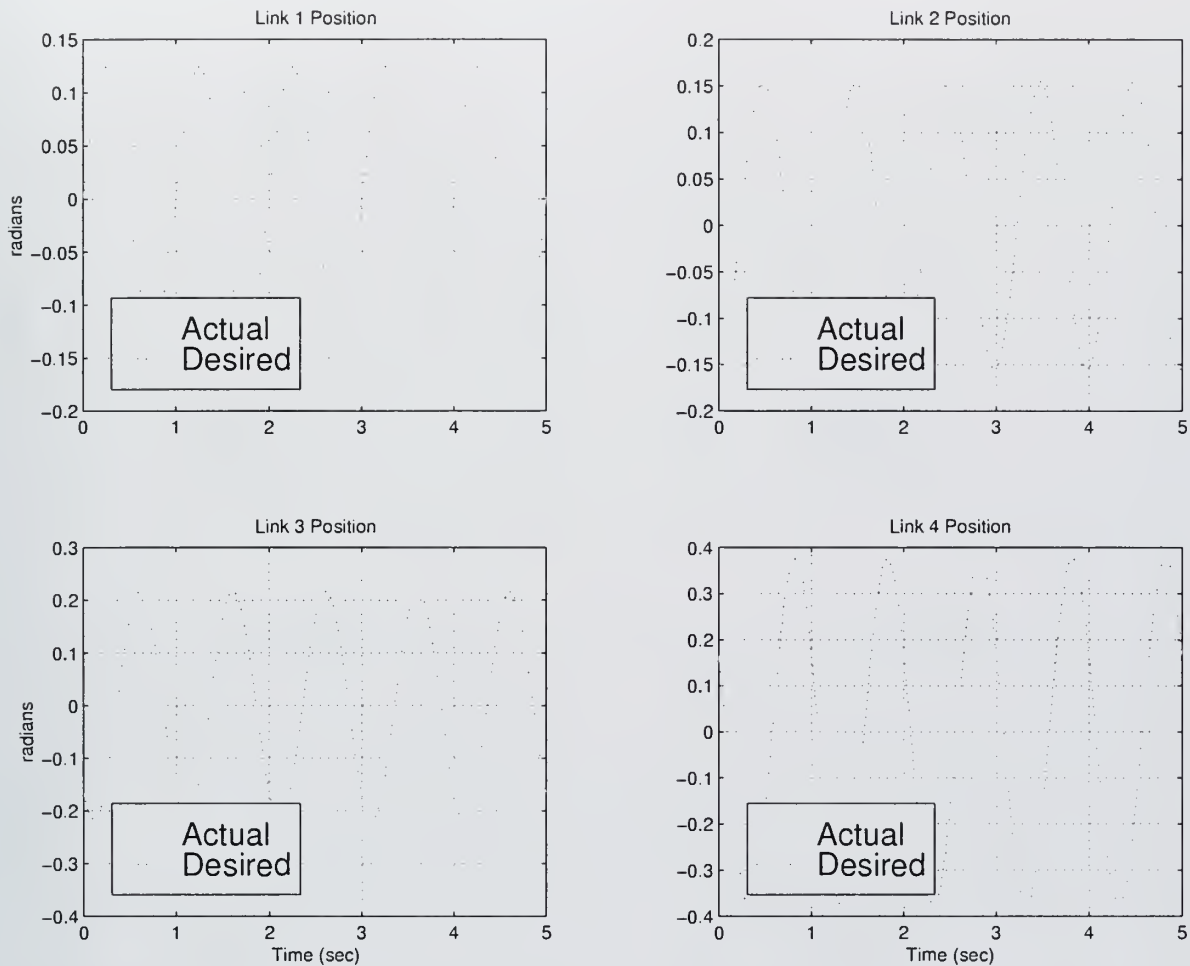 Link 1 Position
0.15
0.1
0.05
0
−0.05
−0.1
−0.15
−0.2
radians
Actual
Desired
0 1 2 3 4 5
Link 2 Position
0.2
0.15
0.1
0.05
0
−0.05
−0.1
−0.15
−0.2
Actual
Desired
0 1 2 3 4 5
Link 3 Position
0.3
0.2
0.1
0
−0.1
−0.2
−0.3
−0.4
radians
Actual
Desired
0 1 2 3 4 5
Time (sec)
Link 4 Position
0.4
0.3
0.2
0.1
0
−0.1
−0.2
−0.3
−0.4
Actual
Desired
0 1 2 3 4 5
Time (sec)